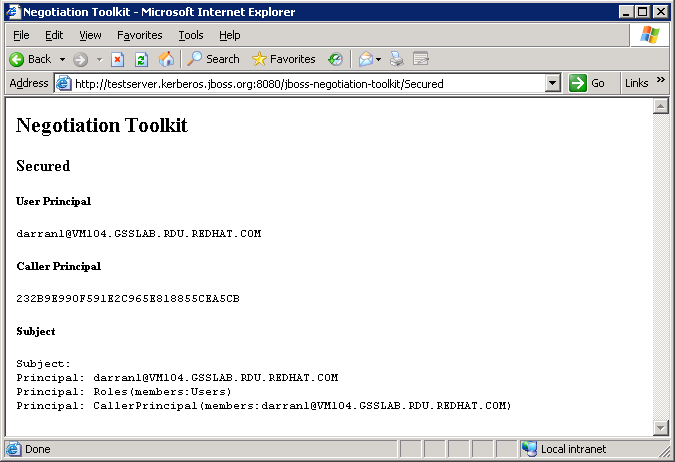 Negotiation Toolkit - Microsoft Internet Explorer
File Edit View Favorites Tools Help
Back Search Favorites
Address http://testserver.kerberos.jboss.org:8080/jboss-negotiation-toolkit/Secured Go Links »
Negotiation Toolkit
Secured
User Principal
darranl@VM104.GSSLAB.RDU.REDHAT.COM
Caller Principal
232B9E990F591E2C965E818855CEA5CB
Subject
Subject:
Principal: darranl@VM104.GSSLAB.RDU.REDHAT.COM
Principal: Roles(members:Users)
Principal: CallerPrincipal(members:darranl@VM104.GSSLAB.RDU.REDHAT.COM)
Done Local intranet